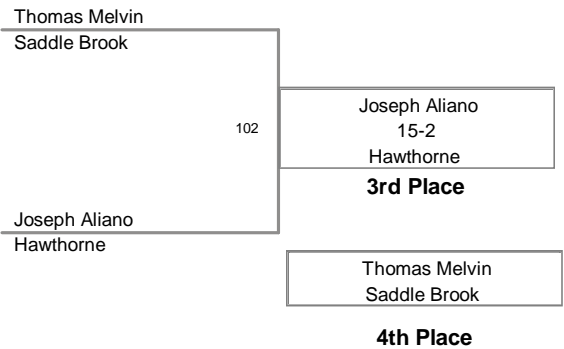 Thomas Melvin
Saddle Brook
102
Joseph Aliano
15-2
Hawthorne
3rd Place
Joseph Aliano
Hawthorne
Thomas Melvin
Saddle Brook
4th Place